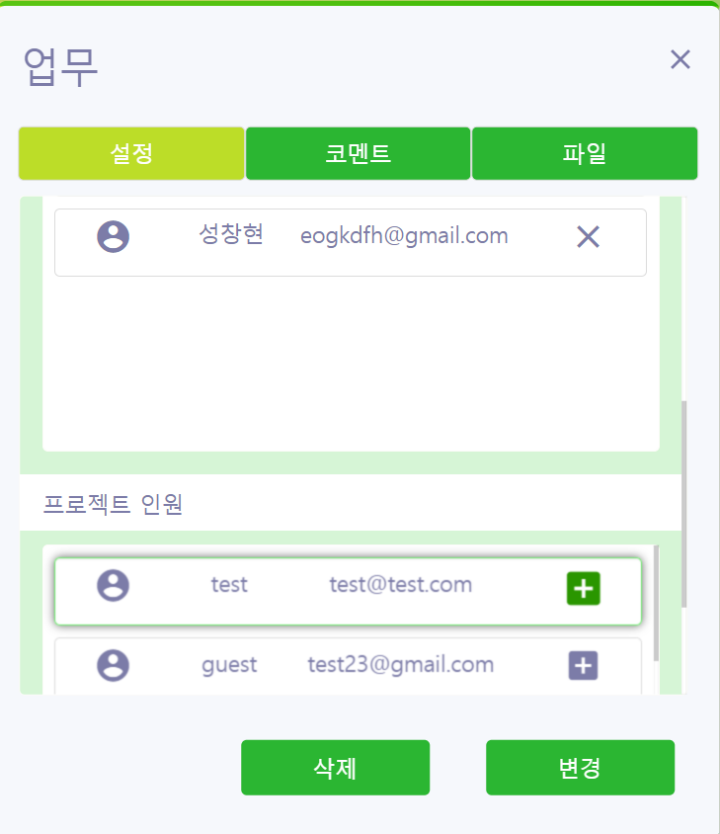 업무
설정 코멘트 파일
성창현 eogkdfh@gmail.com
프로젝트 인원
test test@test.com
guest test23@gmail.com
삭제 변경